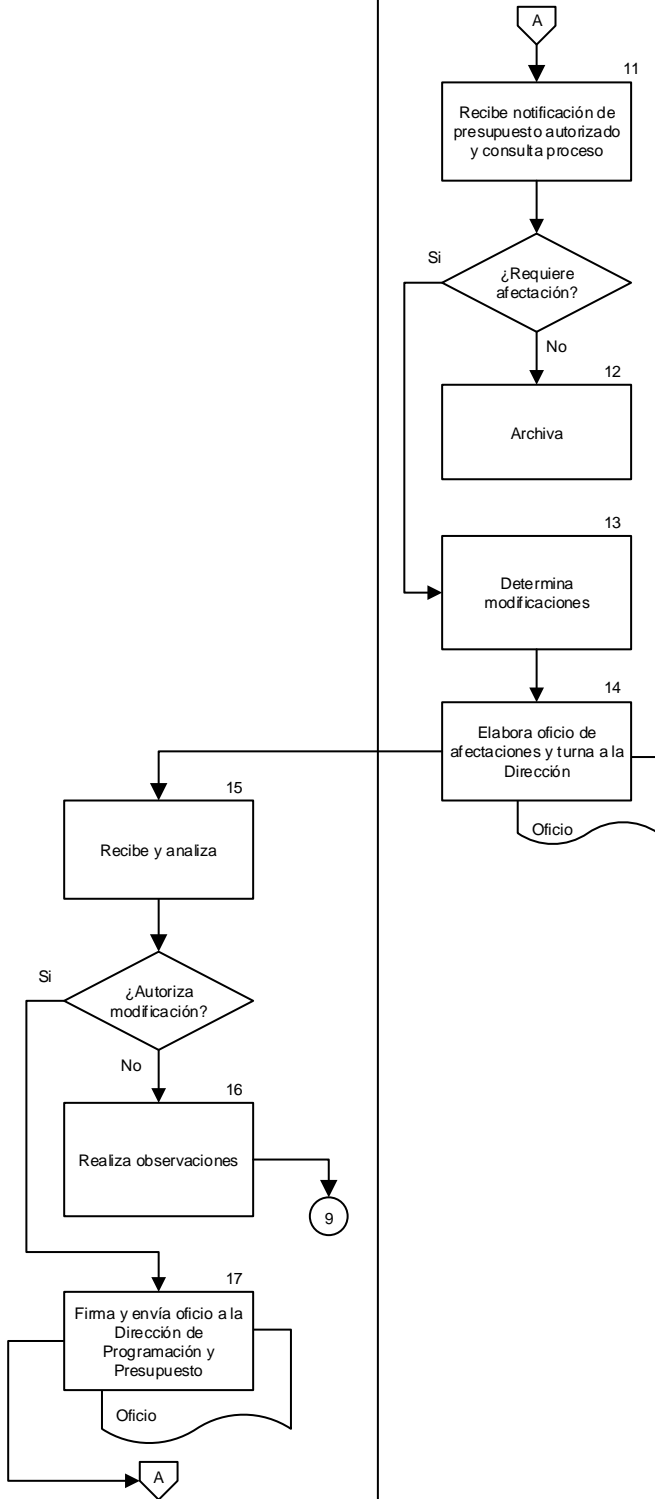 A
11
Recibe notificación de
presupuesto autorizado
y consulta proceso
Si
¿Requiere
afectación?
No
12
Archiva
13
Determina
modificaciones
14
Elabora oficio de
afectaciones y turna a la
Dirección
Oficio
15
Recibe y analiza
Si
¿Autoriza
modificación?
No
16
Realiza observaciones
9
17
Firma y envía oficio a la
Dirección de
Programación y
Presupuesto
Oficio
A